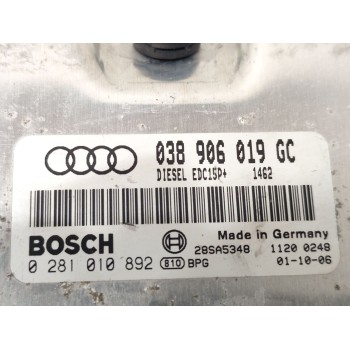 038 906 019 GC
DIESEL EDC15P+ 1462
BOSCH
Made in Germany
28SA5348 1120 0248
0 281 010 892 810 BPG 01-10-06